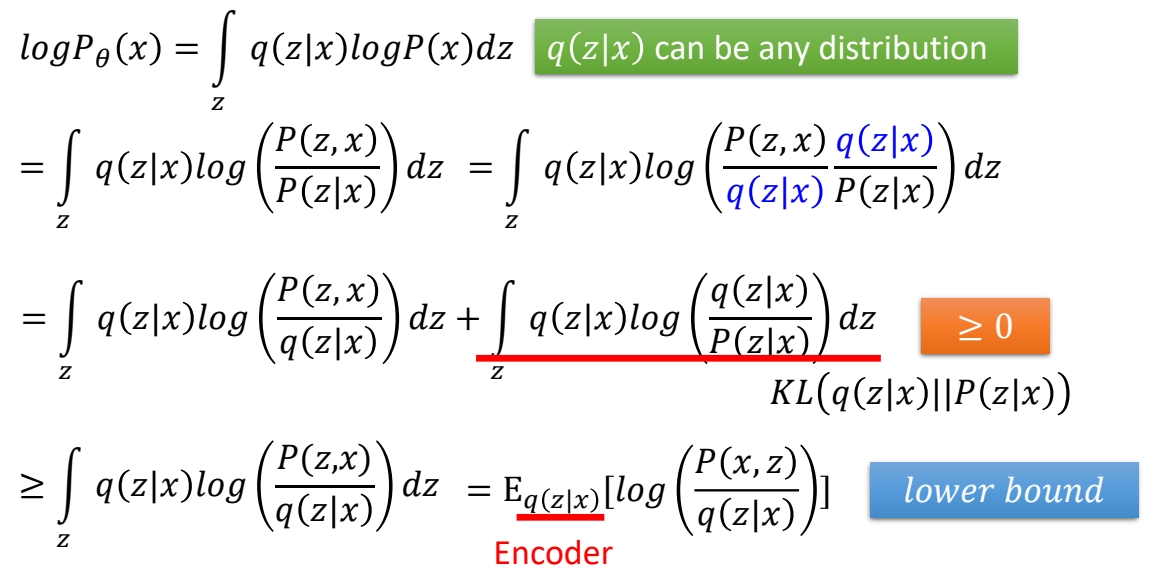 logP_θ(x) = ∫_z q(z|x)logP(x)dz q(z|x) can be any distribution
= ∫_z q(z|x)log(P(z,x)/P(z|x))dz = ∫_z q(z|x)log(P(z,x)/q(z|x) q(z|x)/P(z|x))dz
= ∫_z q(z|x)log(P(z,x)/q(z|x))dz + ∫_z q(z|x)log(q(z|x)/P(z|x))dz ≥ 0
KL(q(z|x)||P(z|x))
≥ ∫_z q(z|x)log(P(z,x)/q(z|x))dz = E_q(z|x)[log(P(x,z)/q(z|x))] lower bound
Encoder